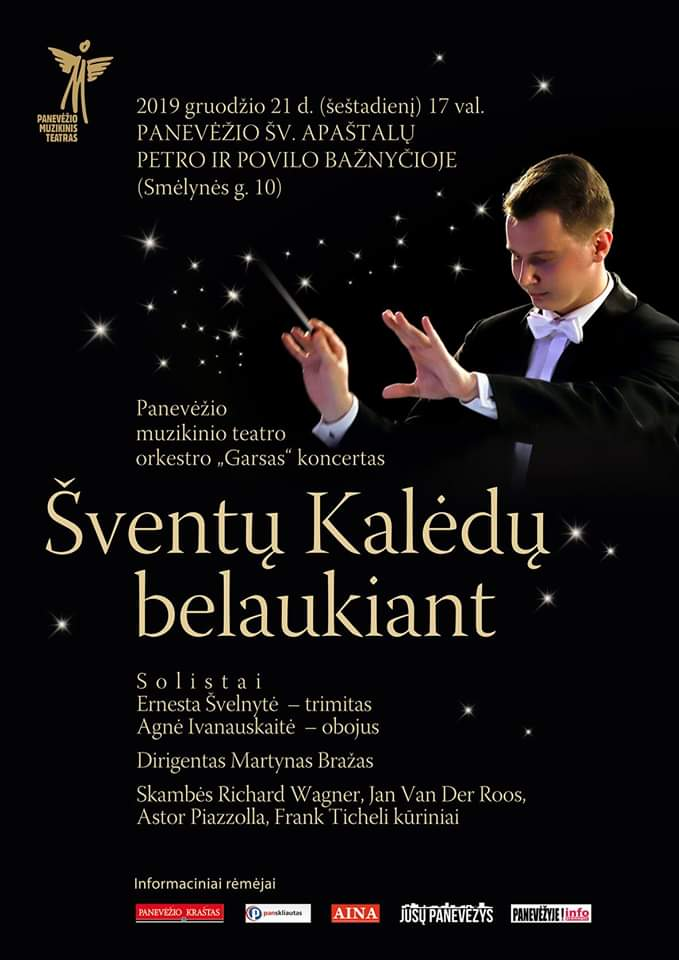 PANEVĖŽIO
MUZIKINIS
TEATRAS
2019 gruodžio 21 d. (šeštadienį) 17 val.
PANEVĖŽIO ŠV. APAŠTALŲ
PETRO IR POVILO BAŽNYČIOJE
(Smėlynės g. 10)
Panevėžio
muzikinio teatro
orkestro „Garsas“ koncertas
Šventų Kalėdų
belaukiant
Solistai
Ernesta Švelnytė – trimitas
Agnė Ivanauskaitė – obojus
Dirigentas Martynas Bražas
Skambės Richard Wagner, Jan Van Der Roos,
Astor Piazzolla, Frank Ticheli kūriniai
Informaciniai rėmėjai
PANEVĖŽIO KRAŠTAS panskliautas AINA JŪSŲ PANEVĖŽYS PANEVĖŽYJE!info